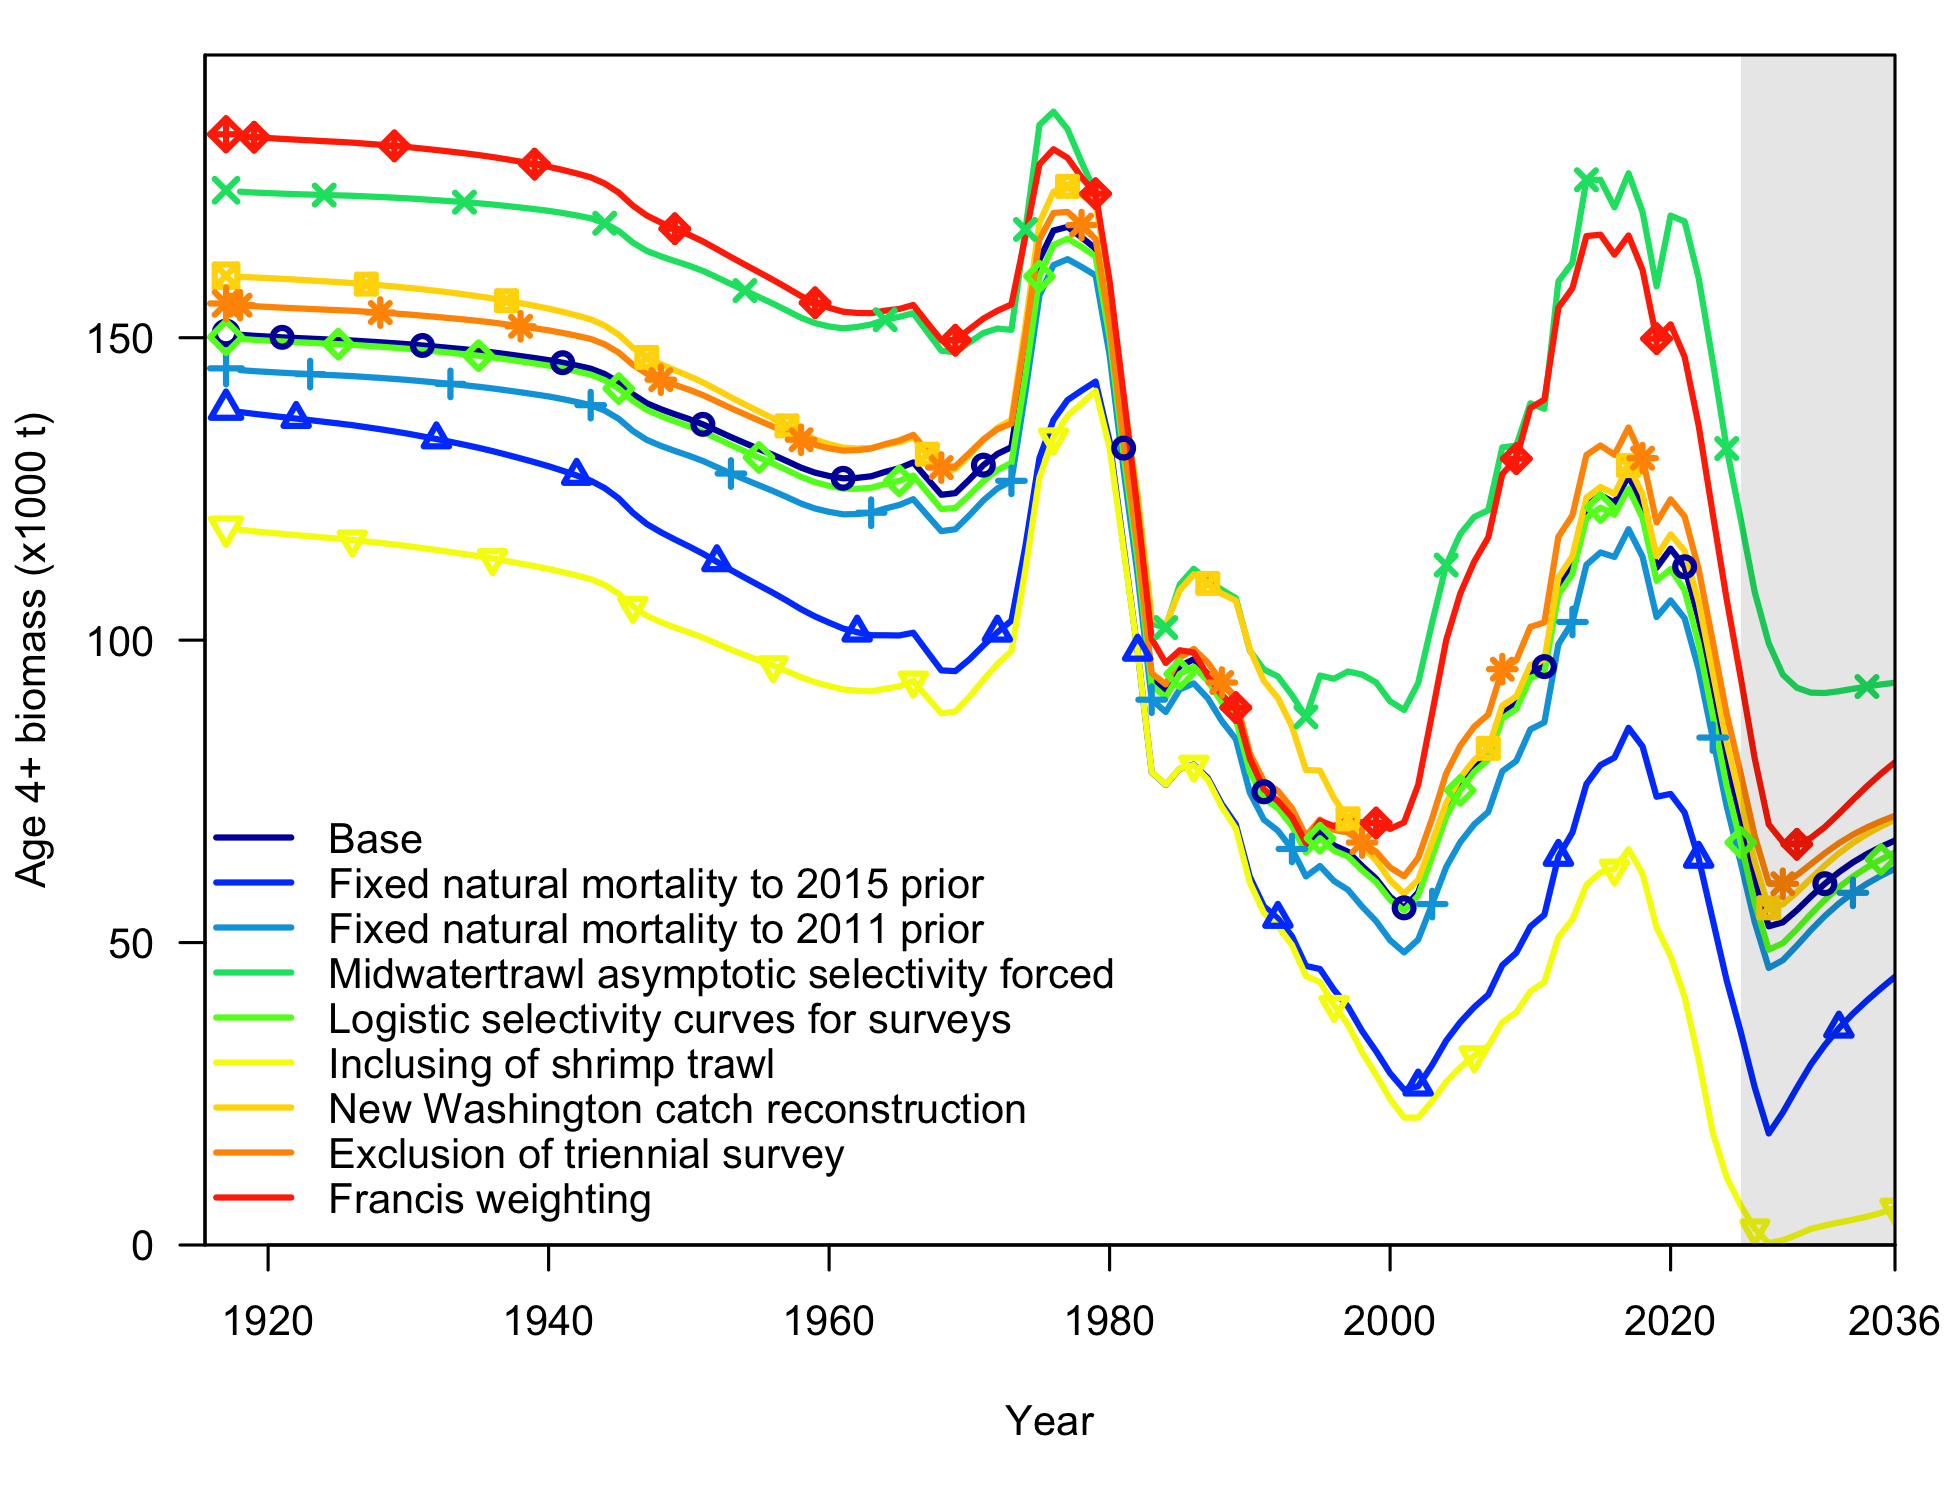 Age 4+ biomass (x1000 t)
150
100
50
0
Base
Fixed natural mortality to 2015 prior
Fixed natural mortality to 2011 prior
Midwatertrawl asymptotic selectivity forced
Logistic selectivity curves for surveys
Inclusing of shrimp trawl
New Washington catch reconstruction
Exclusion of triennial survey
Francis weighting
1920 1940 1960 1980 2000 2020 2036
Year